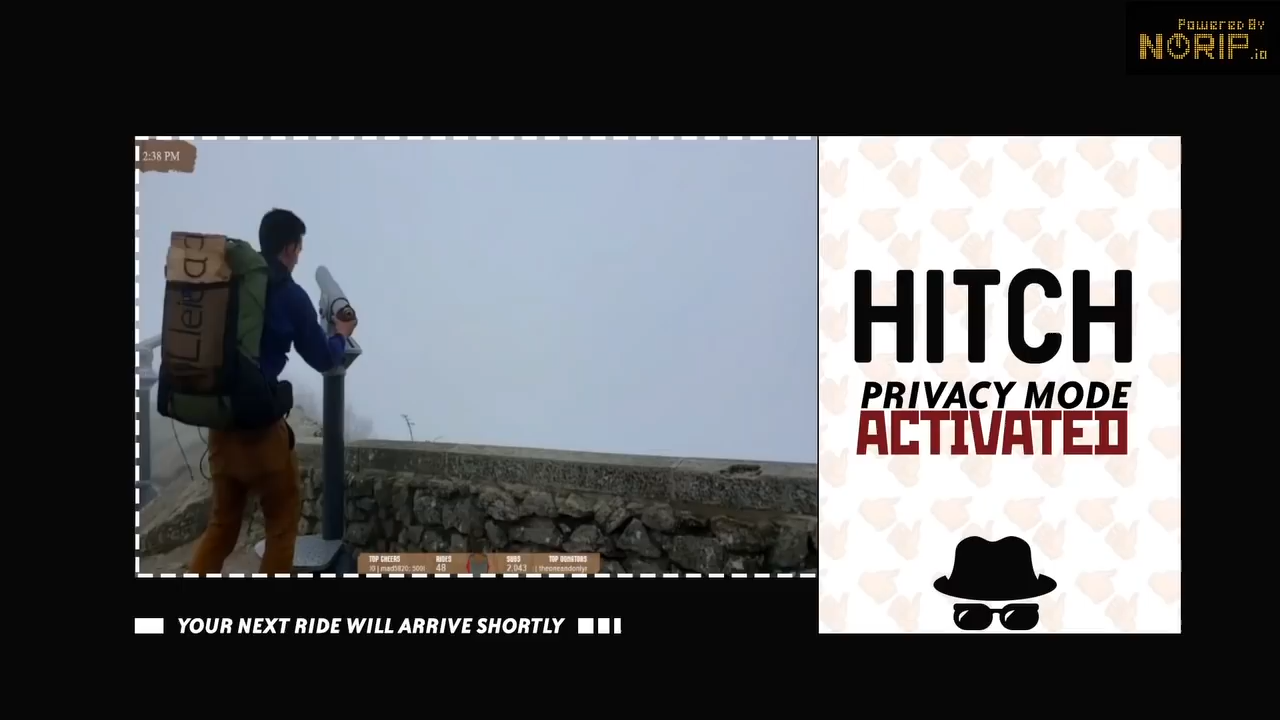 Powered By
NORIP.io
2:38 PM
HITCH
PRIVACY MODE
ACTIVATED
TOP CHEERS
RIDES
SUBS
TOP DONATORS
48
2,043
YOUR NEXT RIDE WILL ARRIVE SHORTLY